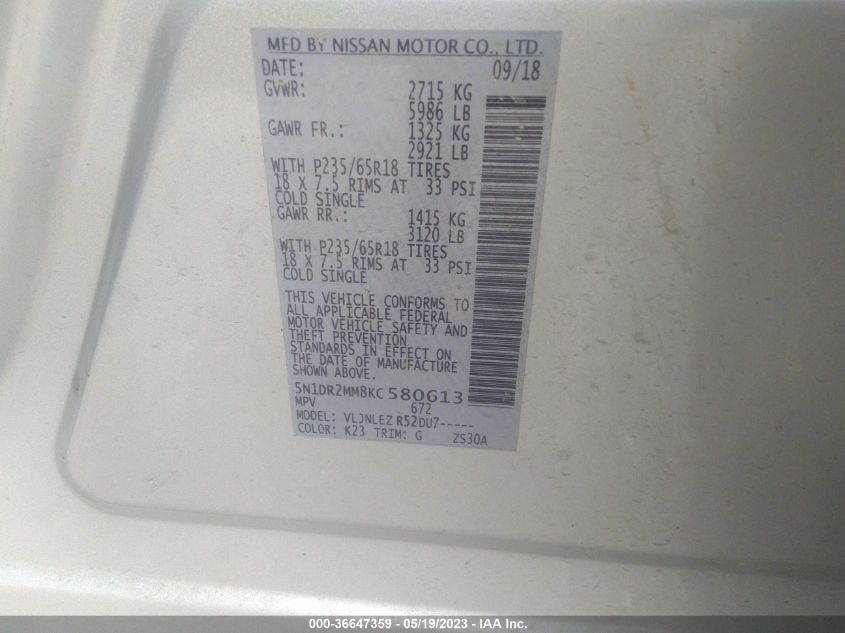 MFD BY NISSAN MOTOR CO., LTD.
DATE: 09/18
GVWR: 2715 KG
5986 LB
GAWR FR.: 1325 KG
2921 LB
WITH P235/65R18 TIRES
18 X 7.5 RIMS AT 33 PSI
COLD SINGLE
GAWR RR.: 1415 KG
3120 LB
WITH P235/65R18 TIRES
18 X 7.5 RIMS AT 33 PSI
COLD SINGLE
THIS VEHICLE CONFORMS TO
ALL APPLICABLE FEDERAL
MOTOR VEHICLE SAFETY AND
THEFT PREVENTION
STANDARDS IN EFFECT ON
THE DATE OF MANUFACTURE
SHOWN ABOVE.
5N1DR2MM8KC580613
MPV 672
MODEL: VLJNLEZ R52DU7-----
COLOR: K23 TRIM: G ZS30A
000-36647359 - 05/19/2023 - IAA Inc.